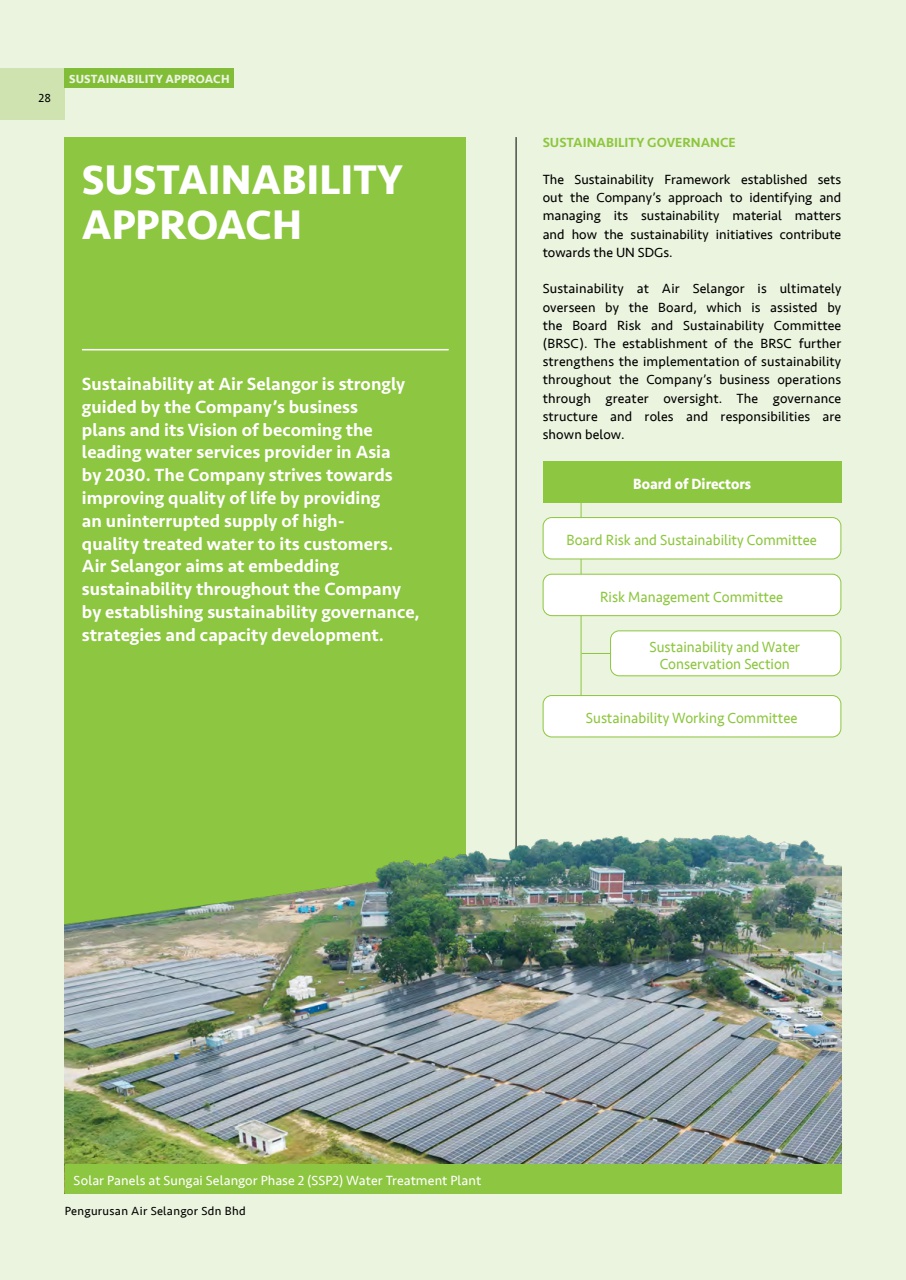 SUSTAINABILITY APPROACH
28
SUSTAINABILITY
APPROACH
Sustainability at Air Selangor is strongly
guided by the Company's business
plans and its Vision of becoming the
leading water services provider in Asia
by 2030. The Company strives towards
improving quality of life by providing
an uninterrupted supply of high-
quality treated water to its customers.
Air Selangor aims at embedding
sustainability throughout the Company
by establishing sustainability governance,
strategies and capacity development.
SUSTAINABILITY GOVERNANCE
The Sustainability Framework established sets
out the Company's approach to identifying and
managing its sustainability material matters
and how the sustainability initiatives contribute
towards the UN SDGs.
Sustainability at Air Selangor is ultimately
overseen by the Board, which is assisted by
the Board Risk and Sustainability Committee
(BRSC). The establishment of the BRSC further
strengthens the implementation of sustainability
throughout the Company's business operations
through greater oversight. The governance
structure and roles and responsibilities are
shown below.
Board of Directors
Board Risk and Sustainability Committee
Risk Management Committee
Sustainability and Water
Conservation Section
Sustainability Working Committee
Solar Panels at Sungai Selangor Phase 2 (SSP2) Water Treatment Plant
Pengurusan Air Selangor Sdn Bhd